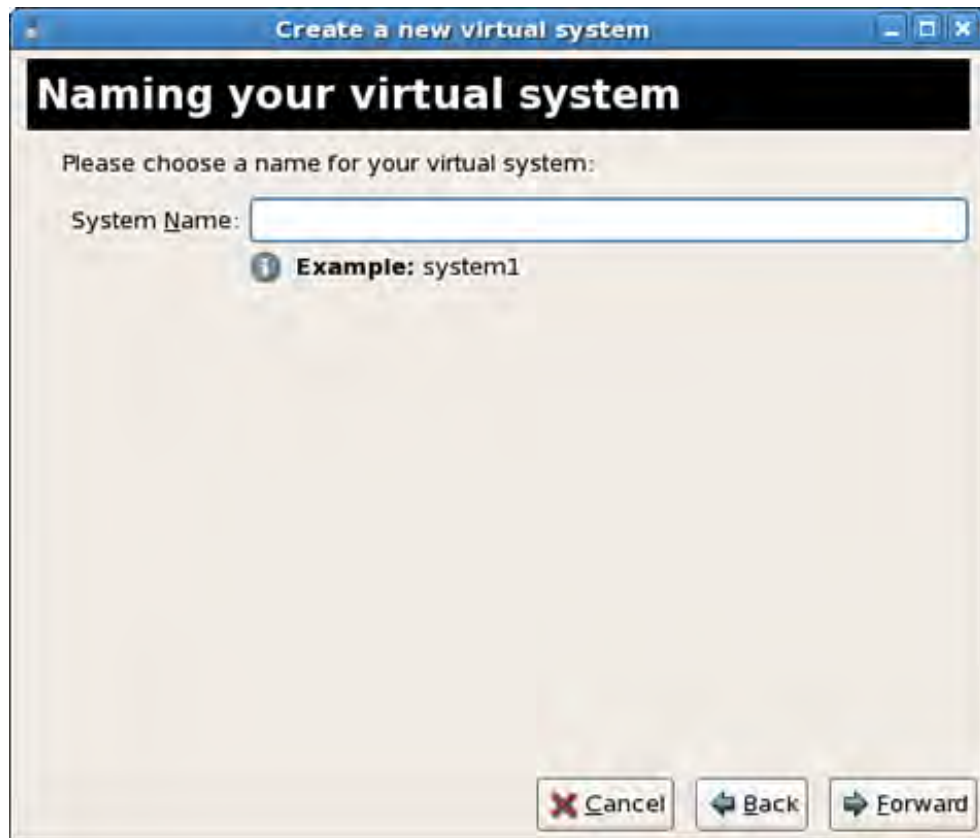 Create a new virtual system
Naming your virtual system
Please choose a name for your virtual system:
System Name:
Example: system1
Cancel
Back
Forward